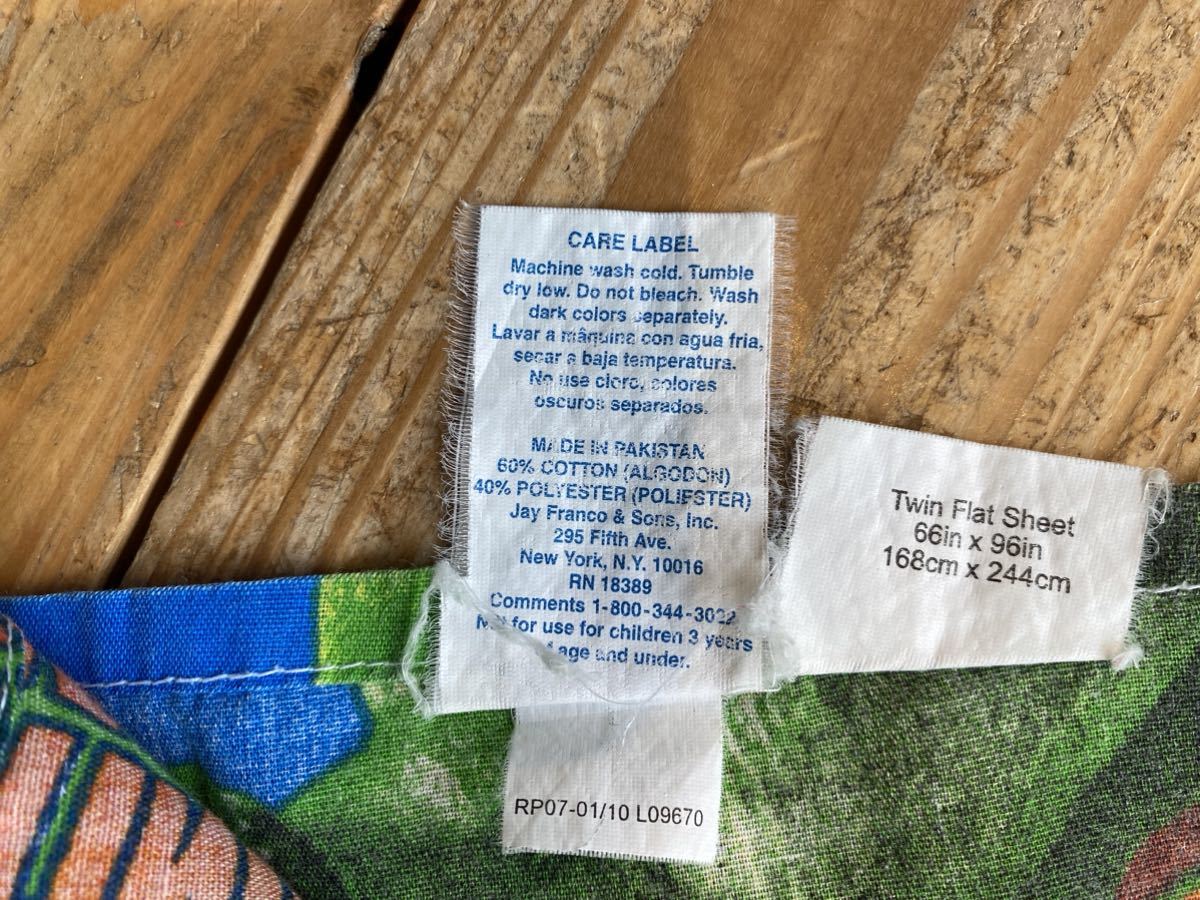 CARE LABEL
Machine wash cold. Tumble
dry low. Do not bleach. Wash
dark colors separately.
Lavar a mâquina con agua fria,
secar a baja temperatura.
No use cloro, colores
oscuros separados.
MADE IN PAKISTAN
60% COTTON (ALGODON)
40% POLYESTER (POLIESTER)
Jay Franco & Sons, Inc.
295 Fifth Ave.
New York, N.Y. 10016
RN 18389
Comments 1-800-344-3022
Not for use for children 3 years
of age and under.
Twin Flat Sheet
66in x 96in
168cm x 244cm
RP07-01/10 L09670